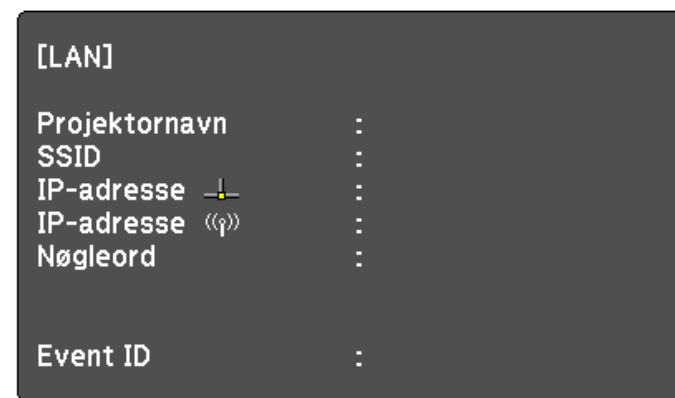 [LAN]
Projektornavn :
SSID :
IP-adresse :
IP-adresse :
Nøgleord :
Event ID :